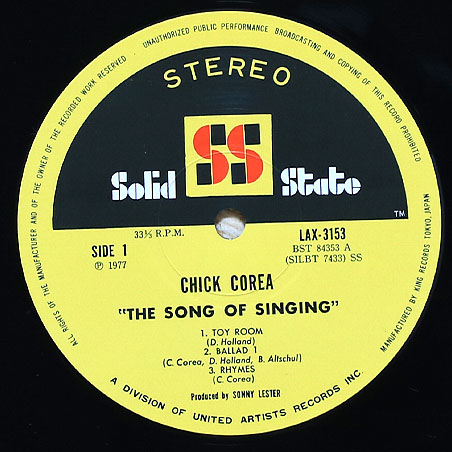 UNAUTHORIZED PUBLIC PERFORMANCE BROADCASTING AND COPYING OF THIS RECORD PROHIBITED
ALL RIGHTS OF THE MANUFACTURER AND OF THE OWNER OF THE RECORDED WORK RESERVED
STEREO
SS
Solid State
TM
33⅓ R.P.M.
SIDE 1
℗ 1977
LAX-3153
BST 84353 A
(SILBT 7433) SS
CHICK COREA
"THE SONG OF SINGING"
1. TOY ROOM
(D. Holland)
2. BALLAD 1
(C. Corea, D. Holland, B. Altschul)
3. RHYMES
(C. Corea)
Produced by SONNY LESTER
A DIVISION OF UNITED ARTISTS RECORDS INC.
MANUFACTURED BY KING RECORDS TOKYO, JAPAN